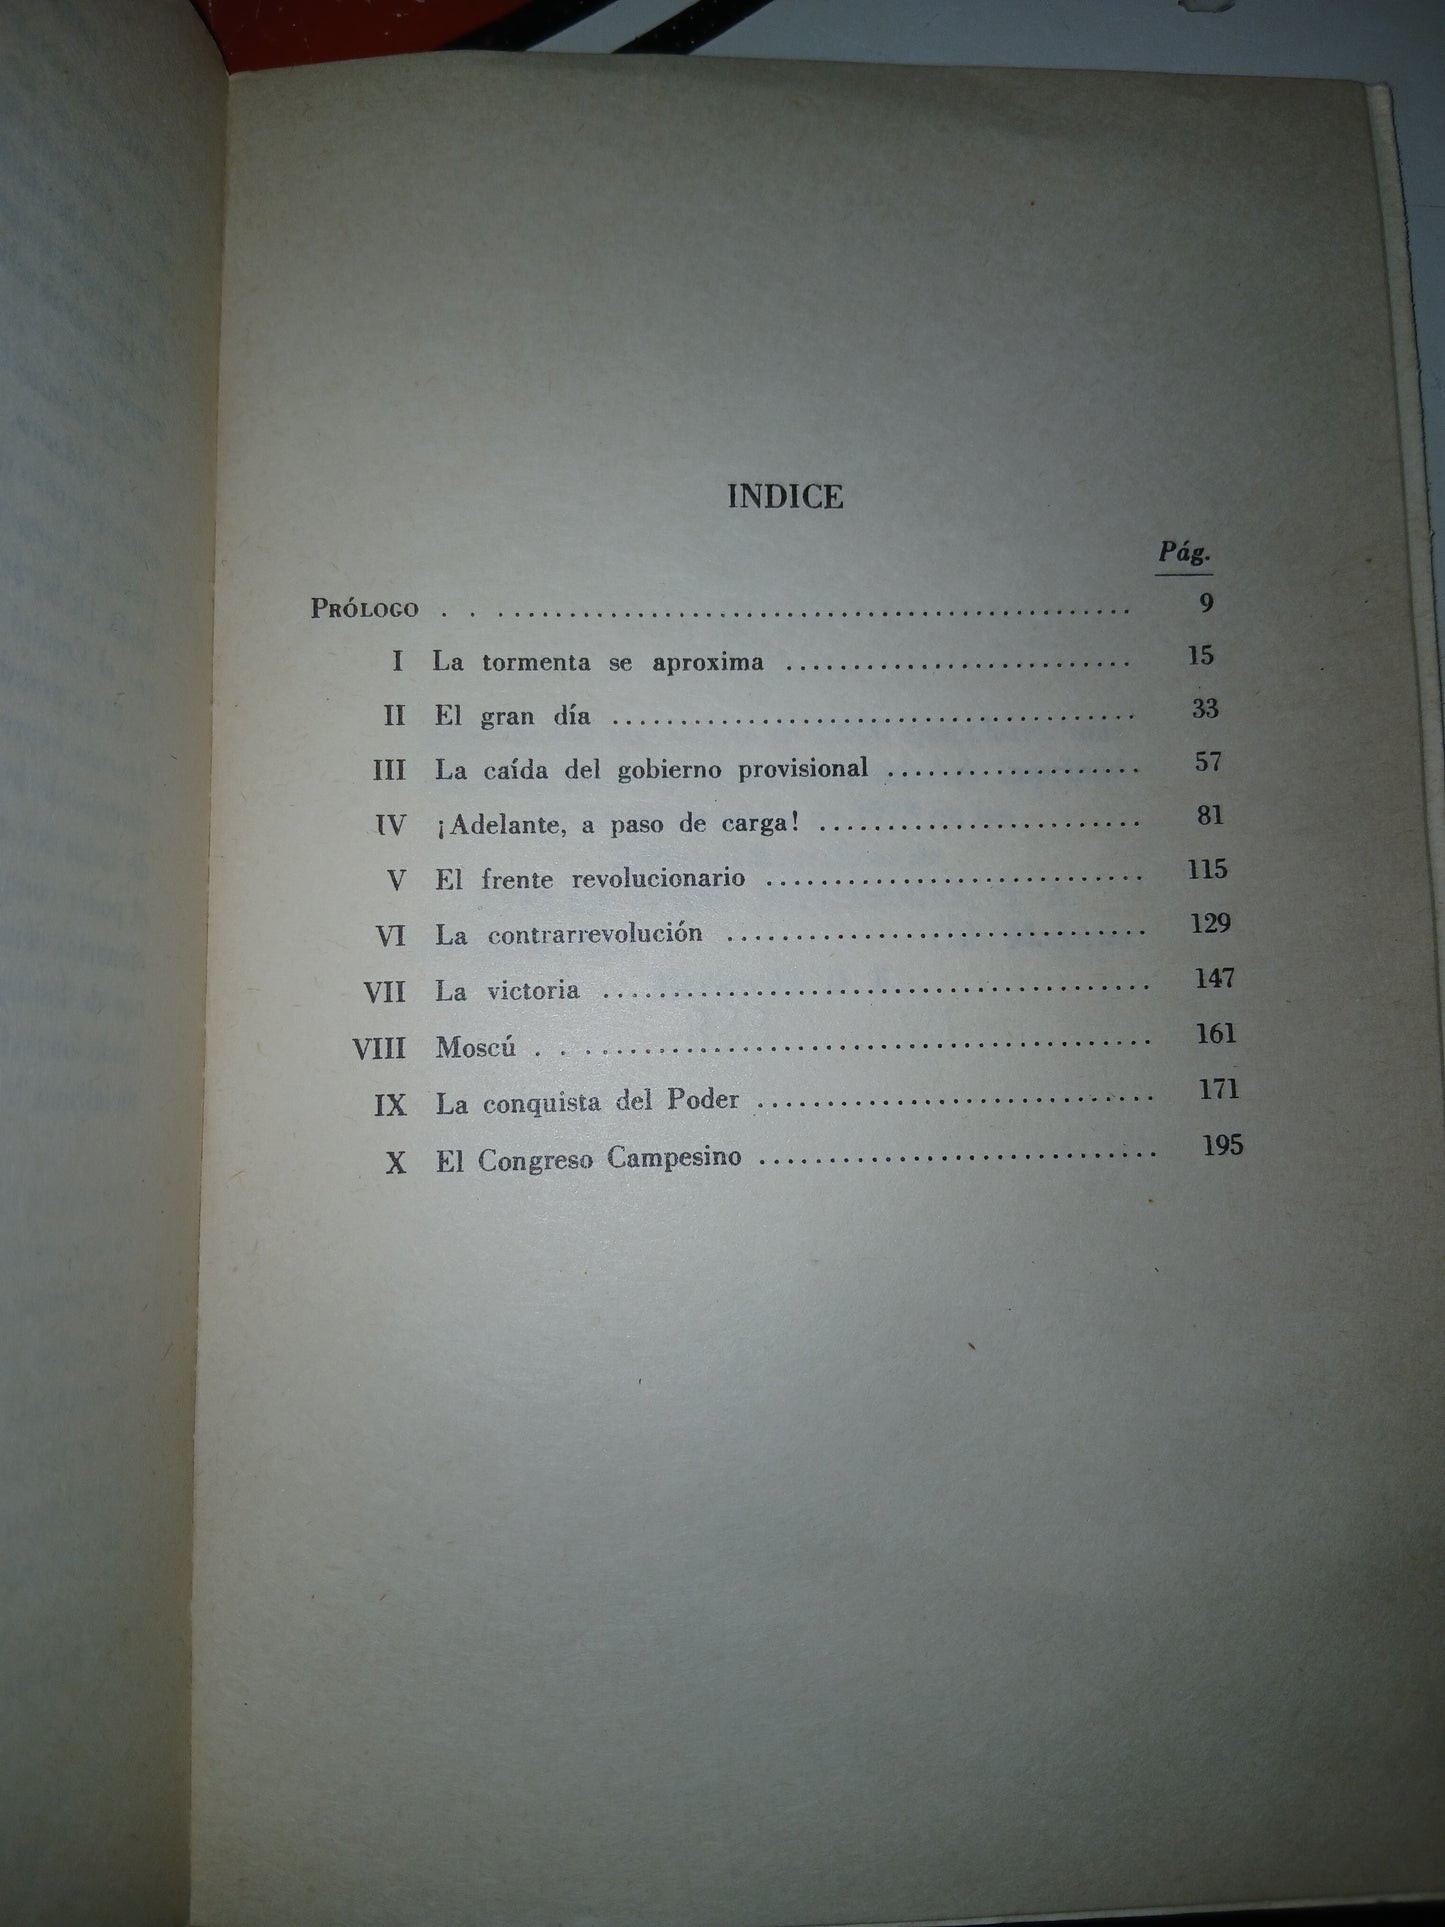 INDICE
Pág.
PRÓLOGO . . ............................................. 9
I La tormenta se aproxima ......................... 15
II El gran día ...................................... 33
III La caída del gobierno provisional ................... 57
IV ¡Adelante, a paso de carga! ........................ 81
V El frente revolucionario ............................ 115
VI La contrarrevolución ............................... 129
VII La victoria ........................................ 147
VIII Moscú . . ......................................... 161
IX La conquista del Poder ............................. 171
X El Congreso Campesino ............................. 195